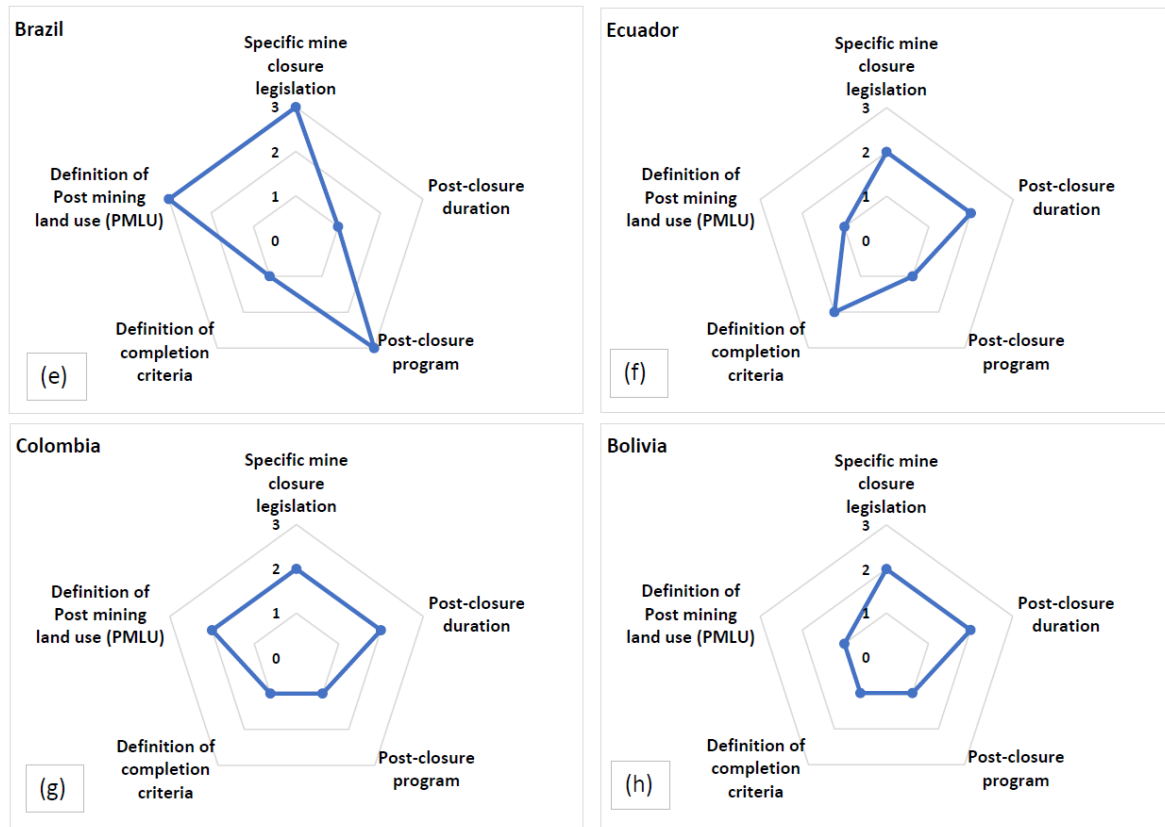 Brazil
Specific mine
closure
legislation
3
2
1
0
Post-closure
duration
Post-closure
program
Definition of
completion
criteria
Definition of
Post mining
land use (PMLU)
(e)
Ecuador
Specific mine
closure
legislation
3
2
1
0
Post-closure
duration
Post-closure
program
Definition of
completion
criteria
Definition of
Post mining
land use (PMLU)
(f)
Colombia
Specific mine
closure
legislation
3
2
1
0
Post-closure
duration
Post-closure
program
Definition of
completion
criteria
Definition of
Post mining
land use (PMLU)
(g)
Bolivia
Specific mine
closure
legislation
3
2
1
0
Post-closure
duration
Post-closure
program
Definition of
completion
criteria
Definition of
Post mining
land use (PMLU)
(h)